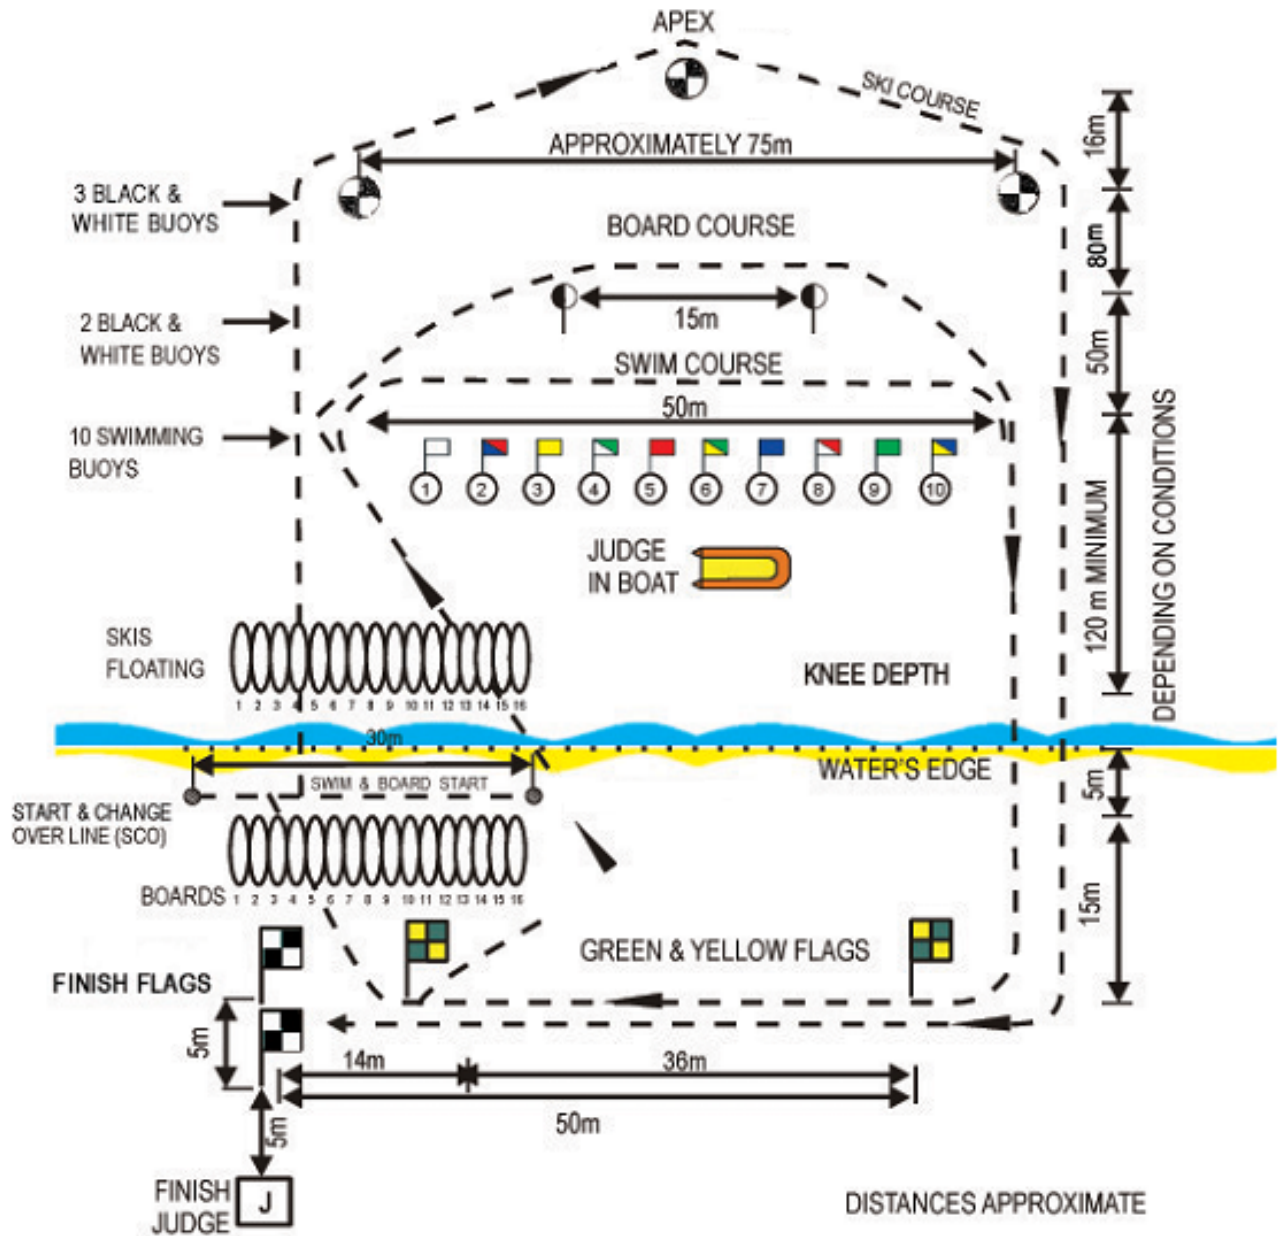 APEX
SKI COURSE
16m
APPROXIMATELY 75m
3 BLACK &
WHITE BUOYS
BOARD COURSE
80m
2 BLACK &
WHITE BUOYS
15m
50m
SWIM COURSE
50m
10 SWIMMING
BUOYS
1 2 3 4 5 6 7 8 9 10
JUDGE
IN BOAT
120 m MINIMUM
DEPENDING ON CONDITIONS
SKIS
FLOATING
KNEE DEPTH
1 2 3 4 5 6 7 8 9 10 11 12 13 14 15 16
30m
WATER'S EDGE
SWIM & BOARD START
5m
START & CHANGE
OVER LINE (SCO)
BOARDS
1 2 3 4 5 6 7 8 9 10 11 12 13 14 15 16
15m
GREEN & YELLOW FLAGS
FINISH FLAGS
5m
14m
36m
50m
5m
FINISH
JUDGE
J
DISTANCES APPROXIMATE